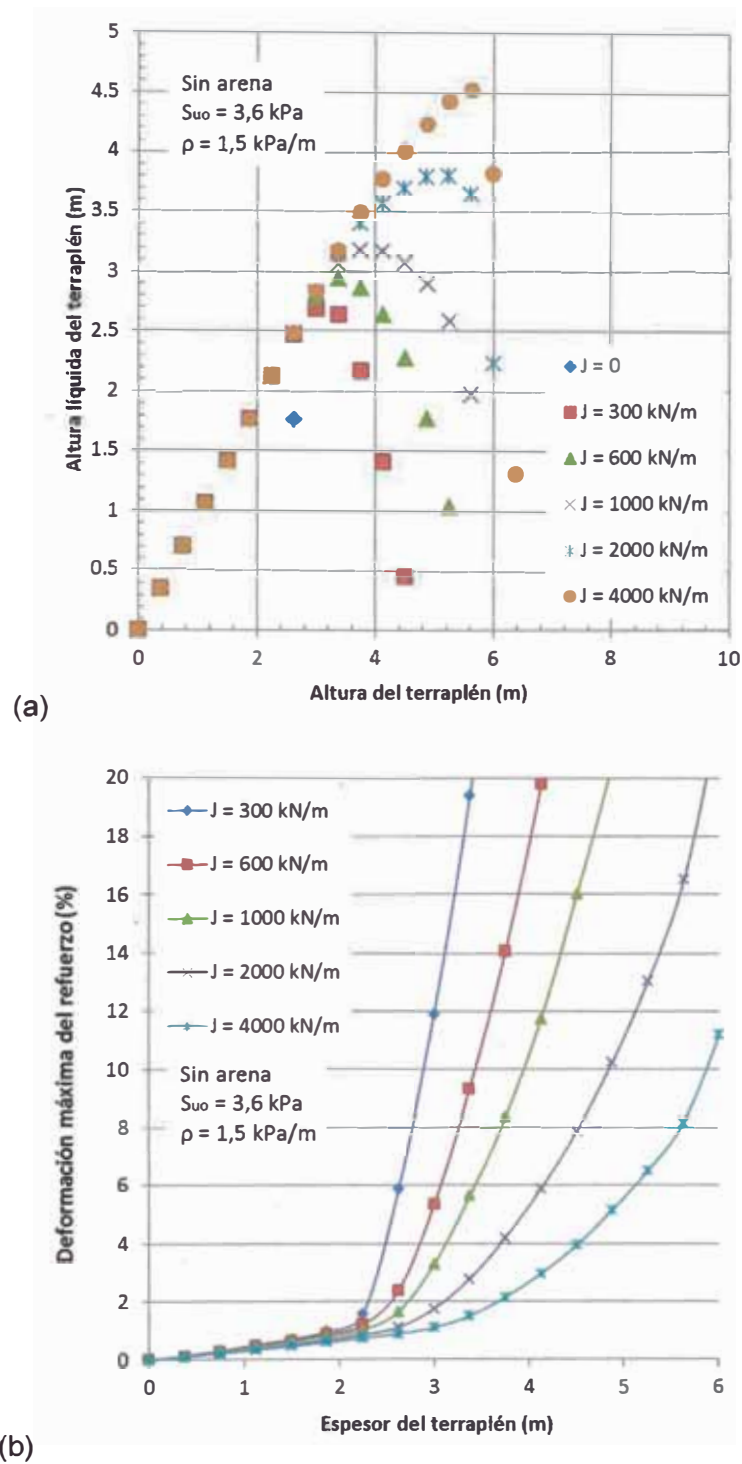 5
4.5
4
3.5
3
2.5
2
1.5
1
0.5
0
Altura líquida del terraplén (m)
Sin arena
Suo = 3,6 kPa
ρ = 1,5 kPa/m
J = 0
J = 300 kN/m
J = 600 kN/m
J = 1000 kN/m
J = 2000 kN/m
J = 4000 kN/m
0 2 4 6 8 10
Altura del terraplén (m)
(a)
20
18
16
14
12
10
8
6
4
2
0
Deformación máxima del refuerzo (%)
J = 300 kN/m
J = 600 kN/m
J = 1000 kN/m
J = 2000 kN/m
J = 4000 kN/m
Sin arena
Suo = 3,6 kPa
ρ = 1,5 kPa/m
0 1 2 3 4 5 6
Espesor del terraplén (m)
(b)